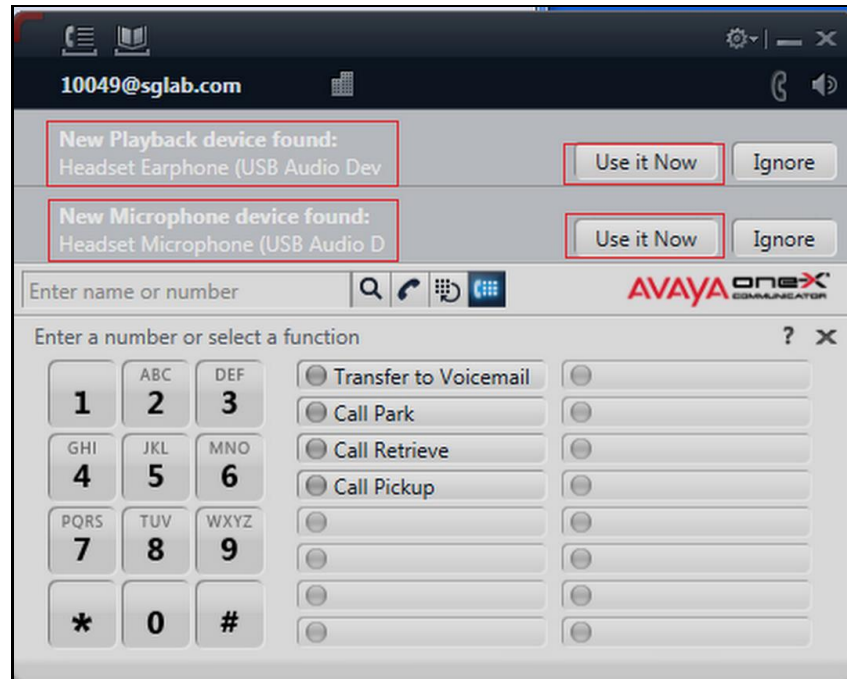 10049@sglab.com
New Playback device found:
Headset Earphone (USB Audio Dev
Use it Now
Ignore
New Microphone device found:
Headset Microphone (USB Audio D
Use it Now
Ignore
Enter name or number
AVAYA one-X
COMMUNICATOR
Enter a number or select a function ?
1
ABC
2
DEF
3
GHI
4
JKL
5
MNO
6
PQRS
7
TUV
8
WXYZ
9
*
0
#
Transfer to Voicemail
Call Park
Call Retrieve
Call Pickup